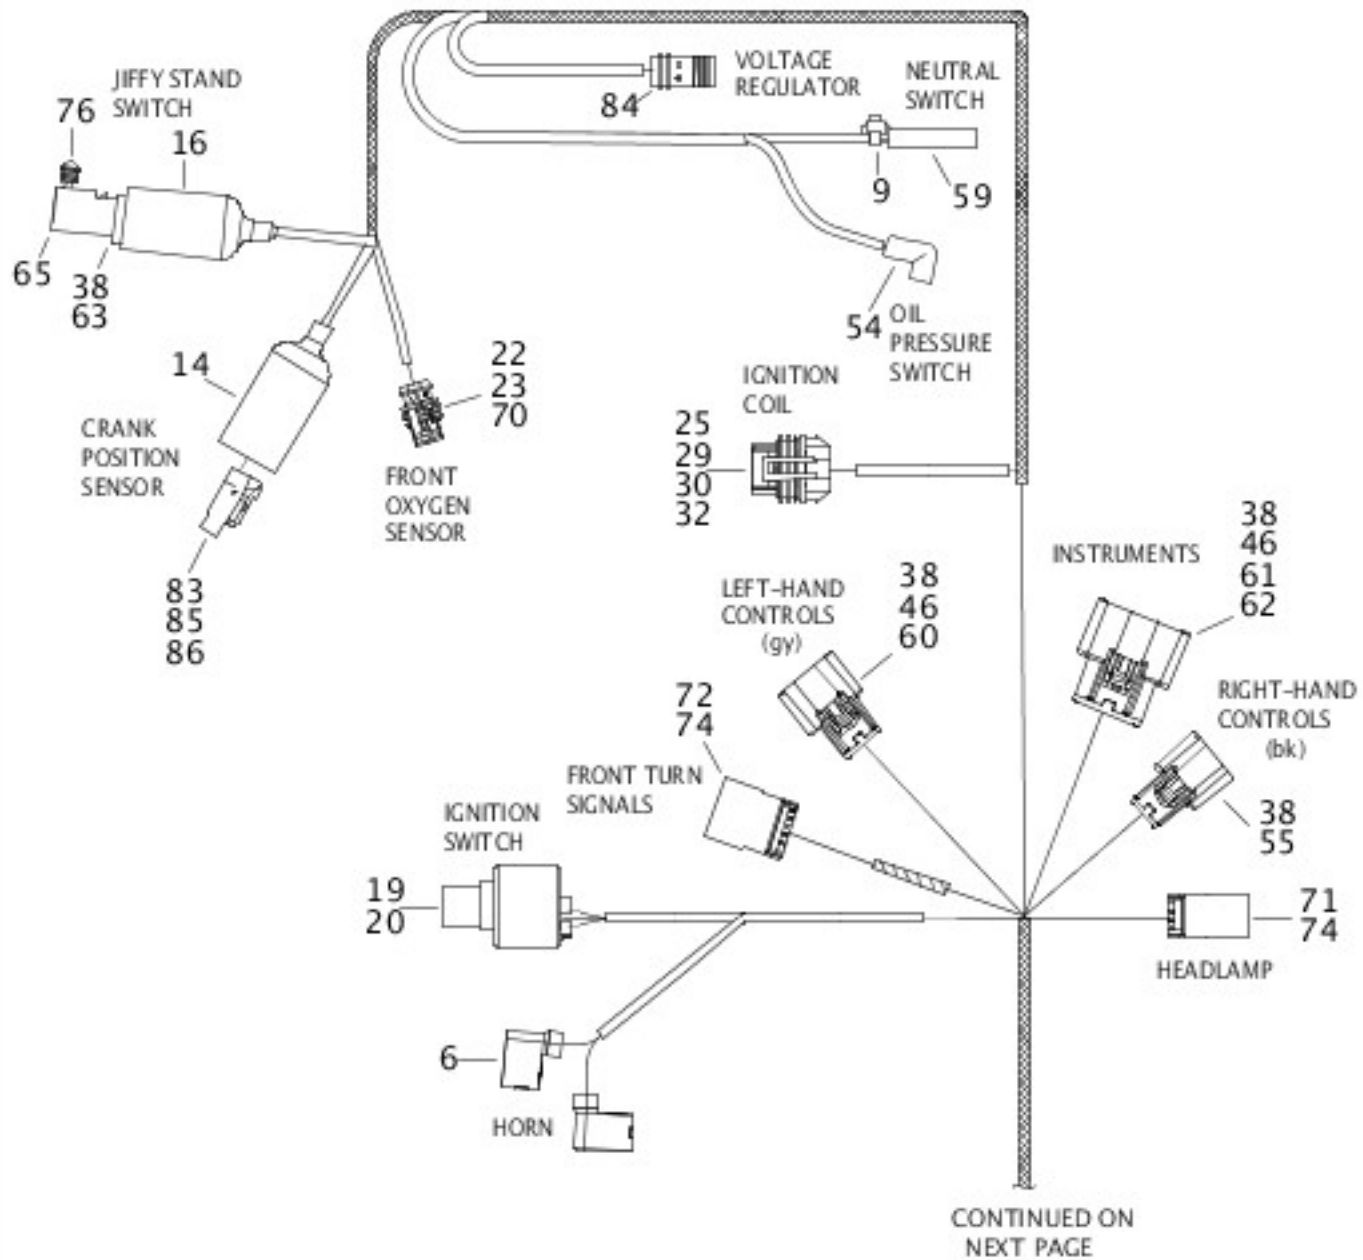 VOLTAGE
REGULATOR
84
NEUTRAL
SWITCH
9
59
JIFFY STAND
SWITCH
76
16
65
38
63
54
OIL
PRESSURE
SWITCH
14
CRANK
POSITION
SENSOR
22
23
70
FRONT
OXYGEN
SENSOR
83
85
86
IGNITION
COIL
25
29
30
32
INSTRUMENTS
38
46
61
62
LEFT-HAND
CONTROLS
(gy)
38
46
60
RIGHT-HAND
CONTROLS
(bk)
38
55
72
74
FRONT TURN
SIGNALS
IGNITION
SWITCH
19
20
71
74
HEADLAMP
6
HORN
CONTINUED ON
NEXT PAGE